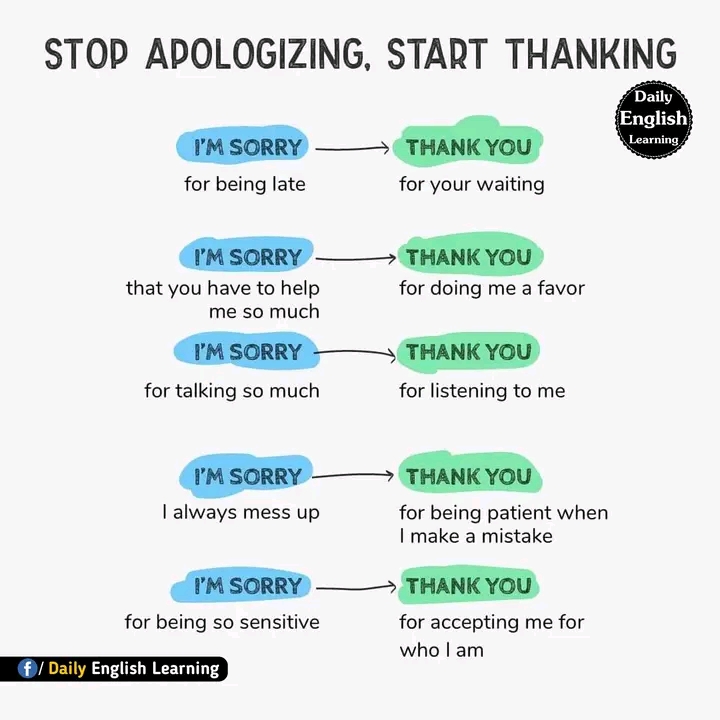 STOP APOLOGIZING, START THANKING
Daily
English
Learning
I'M SORRY
for being late
THANK YOU
for your waiting
I'M SORRY
that you have to help
me so much
THANK YOU
for doing me a favor
I'M SORRY
for talking so much
THANK YOU
for listening to me
I'M SORRY
I always mess up
THANK YOU
for being patient when
I make a mistake
I'M SORRY
for being so sensitive
THANK YOU
for accepting me for
who I am
f/ Daily English Learning